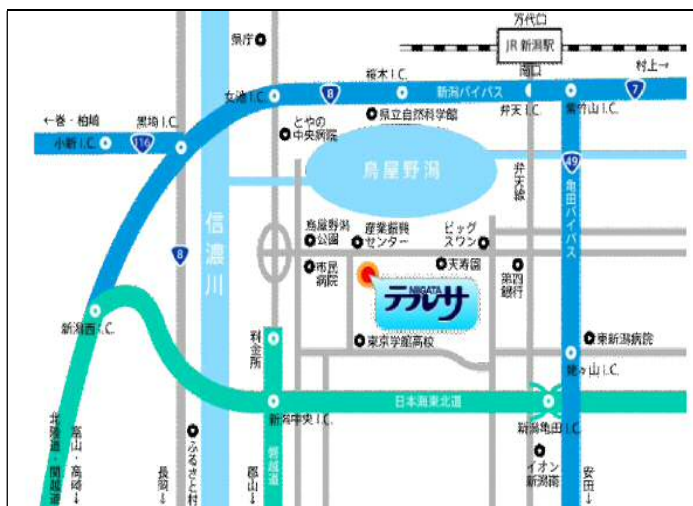 万代口
JR 新潟駅
南口
村上→
県庁
桜木I.C.
8
新潟バイパス
7
女池I.C.
弁天I.C.
紫竹山I.C.
←巻・柏崎
黒埼I.C.
小新I.C.
116
県立自然科学館
とやの
中央病院
鳥屋野潟
弁天線
49
亀田バイパス
信濃川
8
鳥屋野潟
公園
産業振興
センター
ビッグ
スワン
市民
病院
天寿園
第四
銀行
NIIGATA
テルサ
新潟西I.C.
料金所
東京学館高校
東新潟病院
姥ヶ山I.C.
日本海東北道
新潟中央I.C.
新潟亀田I.C.
北陸道・関越道
富山・高崎↓
長岡↓
ふるさと村
郡山↓
磐越道
イオン
新潟南
安田↓